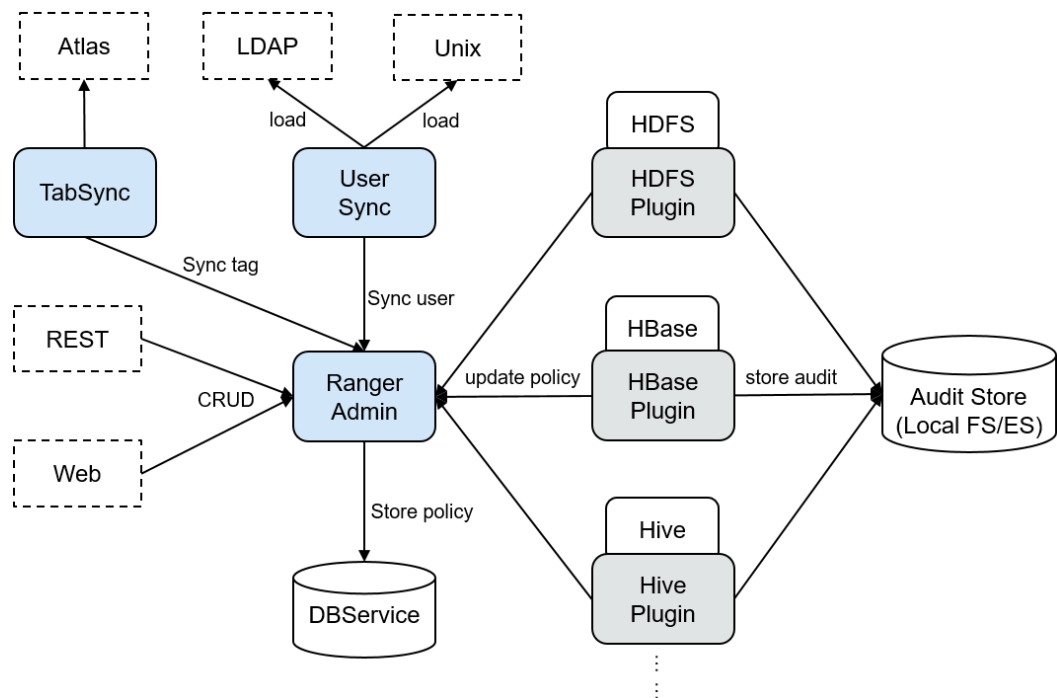 Atlas
LDAP
Unix
load
load
TabSync
User
Sync
HDFS
HDFS
Plugin
Sync tag
Sync user
REST
CRUD
Web
Ranger
Admin
update policy
HBase
HBase
Plugin
store audit
Audit Store
(Local FS/ES)
Store policy
DBService
Hive
Hive
Plugin